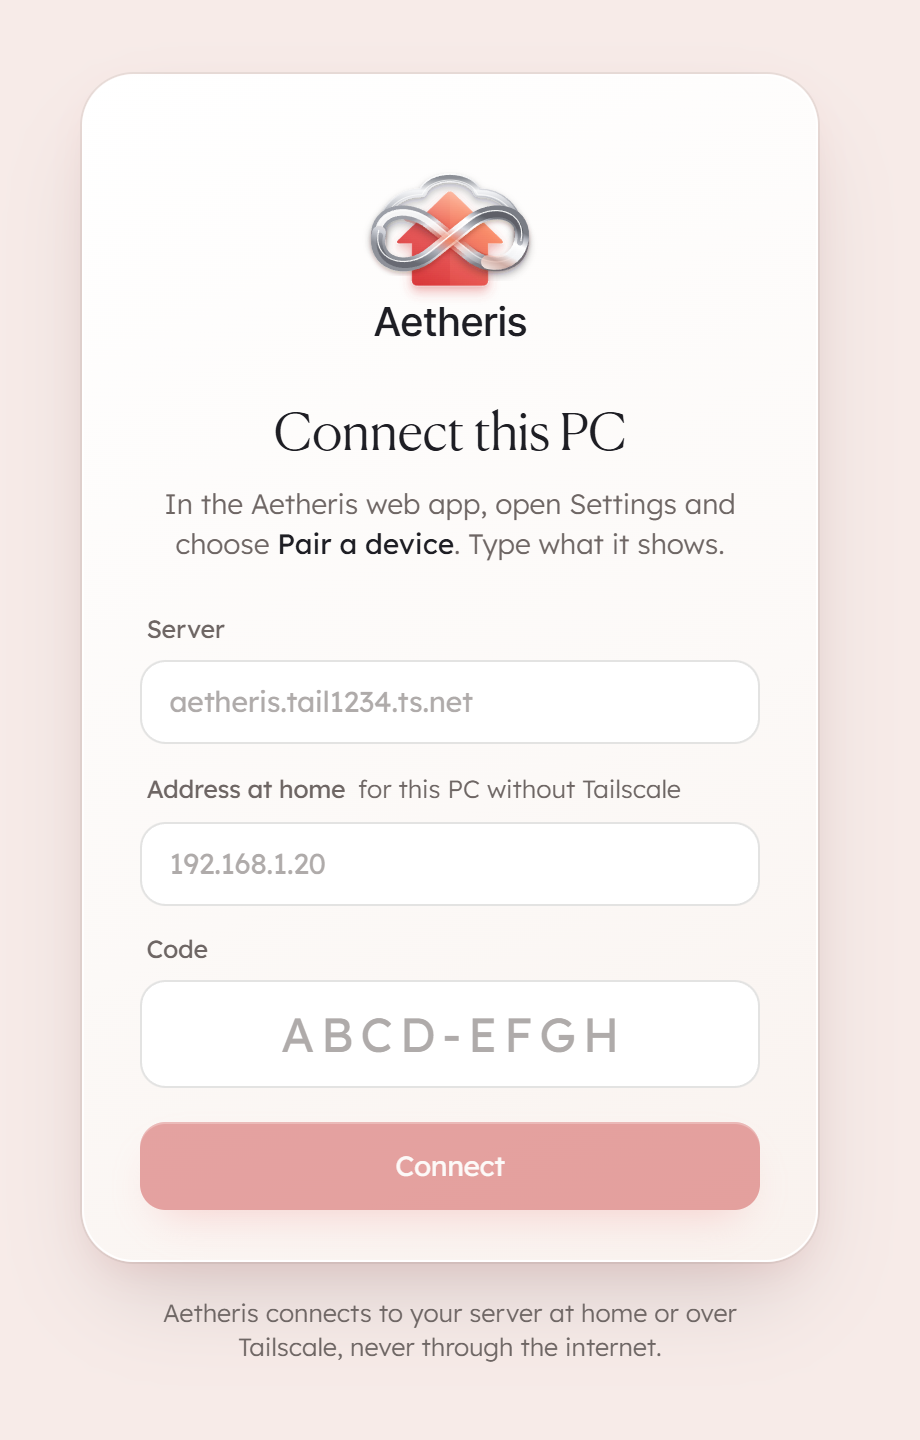 Aetheris
Connect this PC
In the Aetheris web app, open Settings and
choose Pair a device. Type what it shows.
Server
aetheris.tail1234.ts.net
Address at home for this PC without Tailscale
192.168.1.20
Code
ABCD-EFGH
Connect
Aetheris connects to your server at home or over
Tailscale, never through the internet.